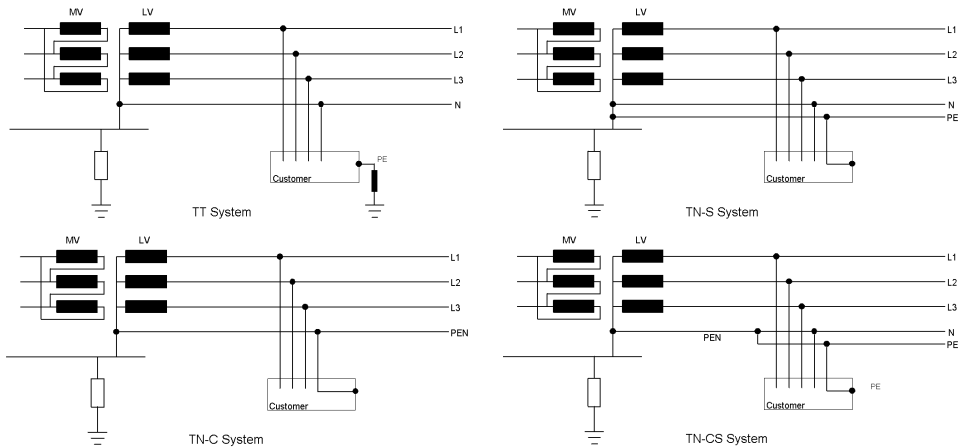 MV LV
L1
L2
L3
N
PE
Customer
TT System
MV LV
L1
L2
L3
N
PE
Customer
TN-S System
MV LV
L1
L2
L3
PEN
Customer
TN-C System
MV LV
L1
L2
L3
N
PEN
PE
PE
Customer
TN-CS System